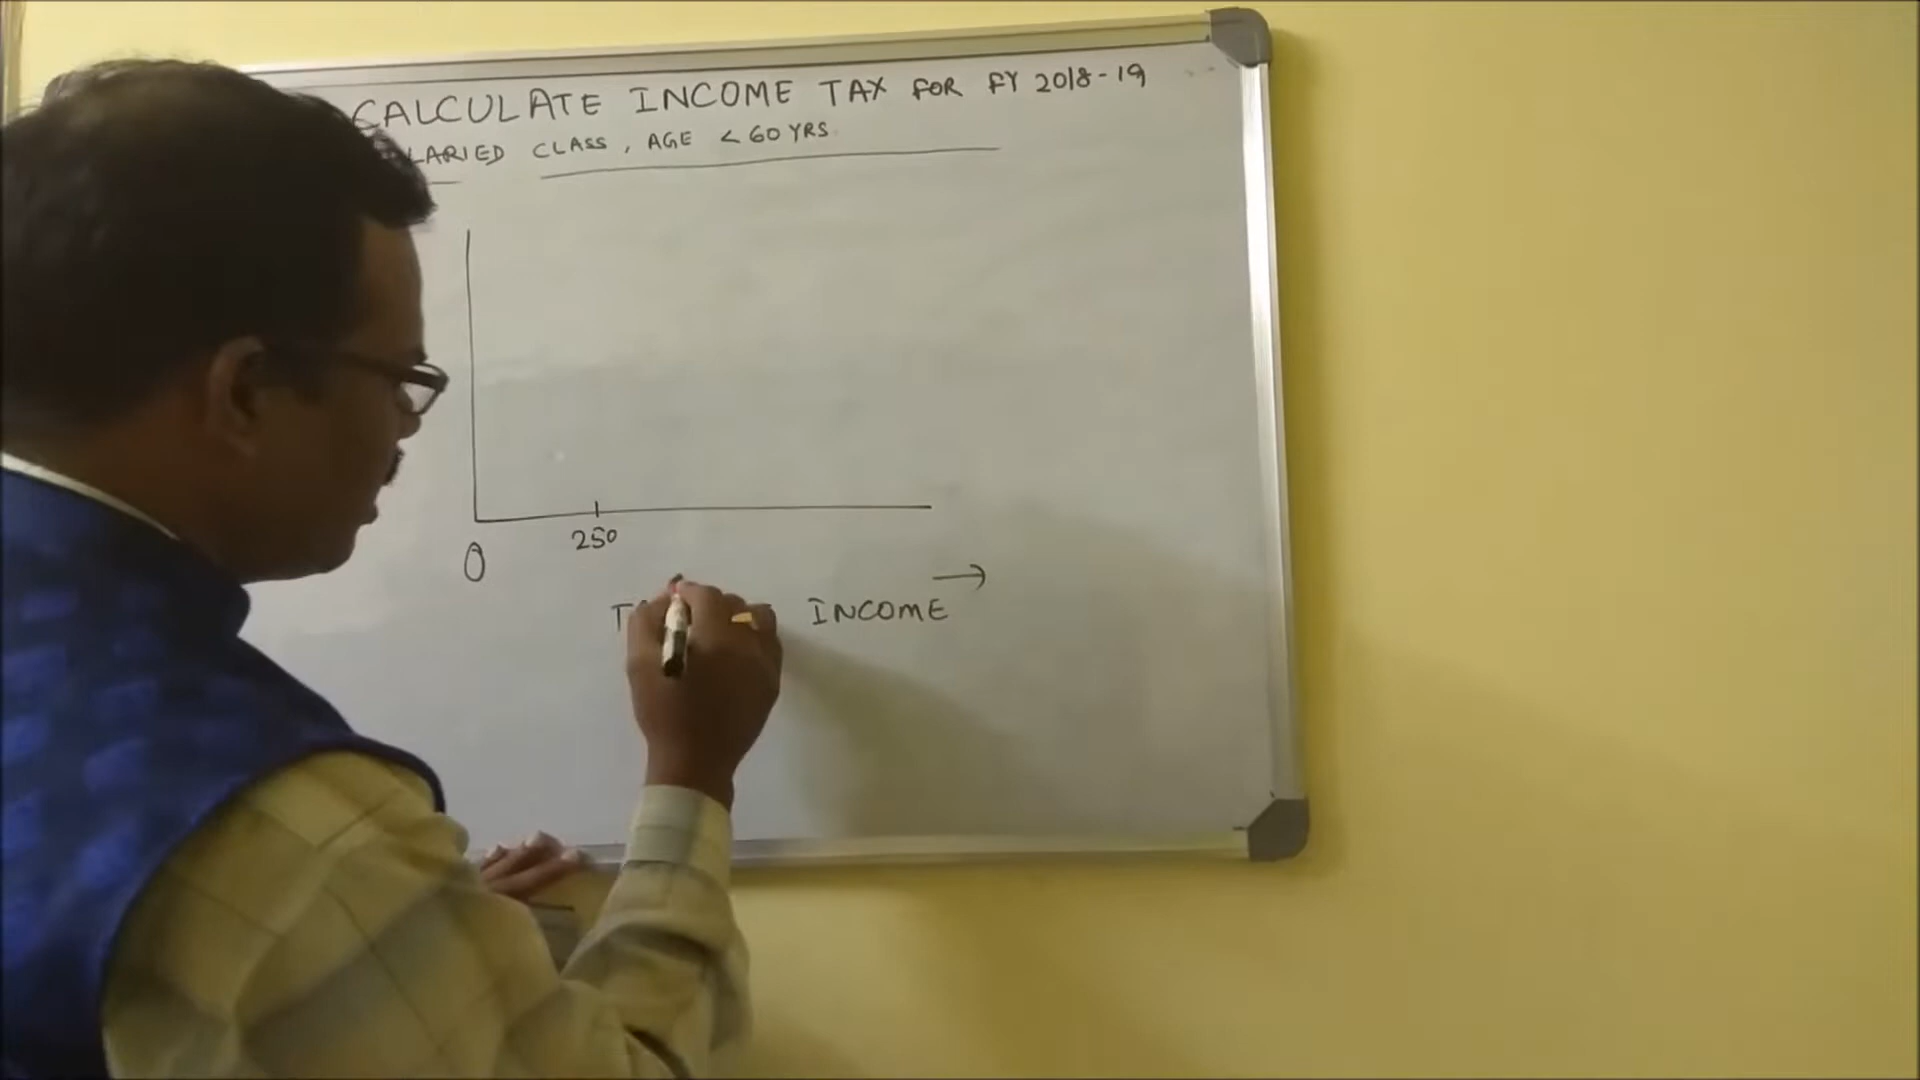 CALCULATE INCOME TAX FOR FY 2018-19
CLASS, AGE < 60 YRS.
250
0
INCOME